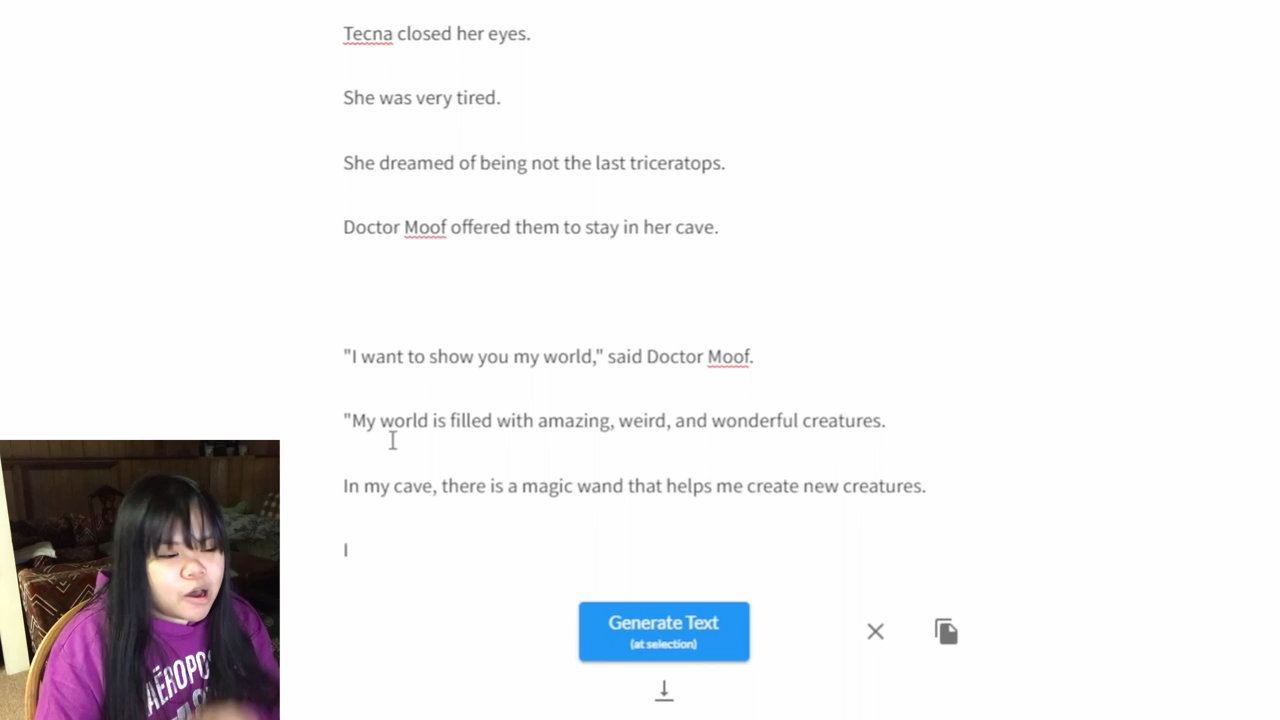 Tecna closed her eyes.
She was very tired.
She dreamed of being not the last triceratops.
Doctor Moof offered them to stay in her cave.
"I want to show you my world," said Doctor Moof.
"My world is filled with amazing, weird, and wonderful creatures.
In my cave, there is a magic wand that helps me create new creatures.
I
Generate Text
(at selection)